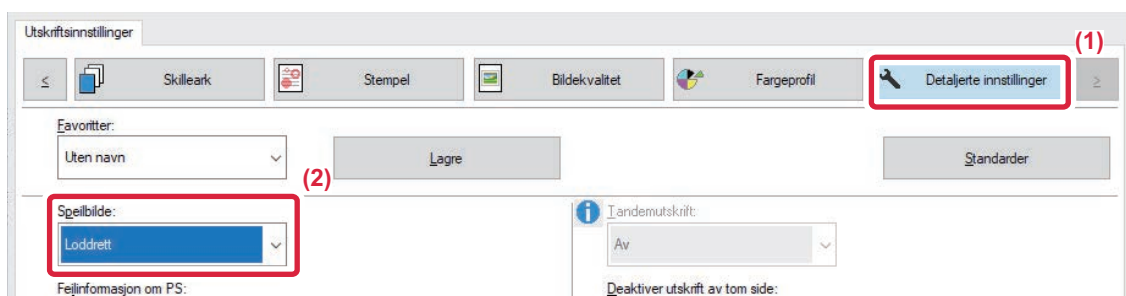 Utskriftsinnstillinger
(1)
<
Skilleark
Stempel
Bildekvalitet
Fargeprofil
Detaljerte innstillinger
>
Favoritter:
Uten navn
Lagre
Standarder
(2)
Speilbilde:
Loddrett
Tandemutskrift:
Av
Feilinformasjon om PS:
Deaktiver utskrift av tom side: